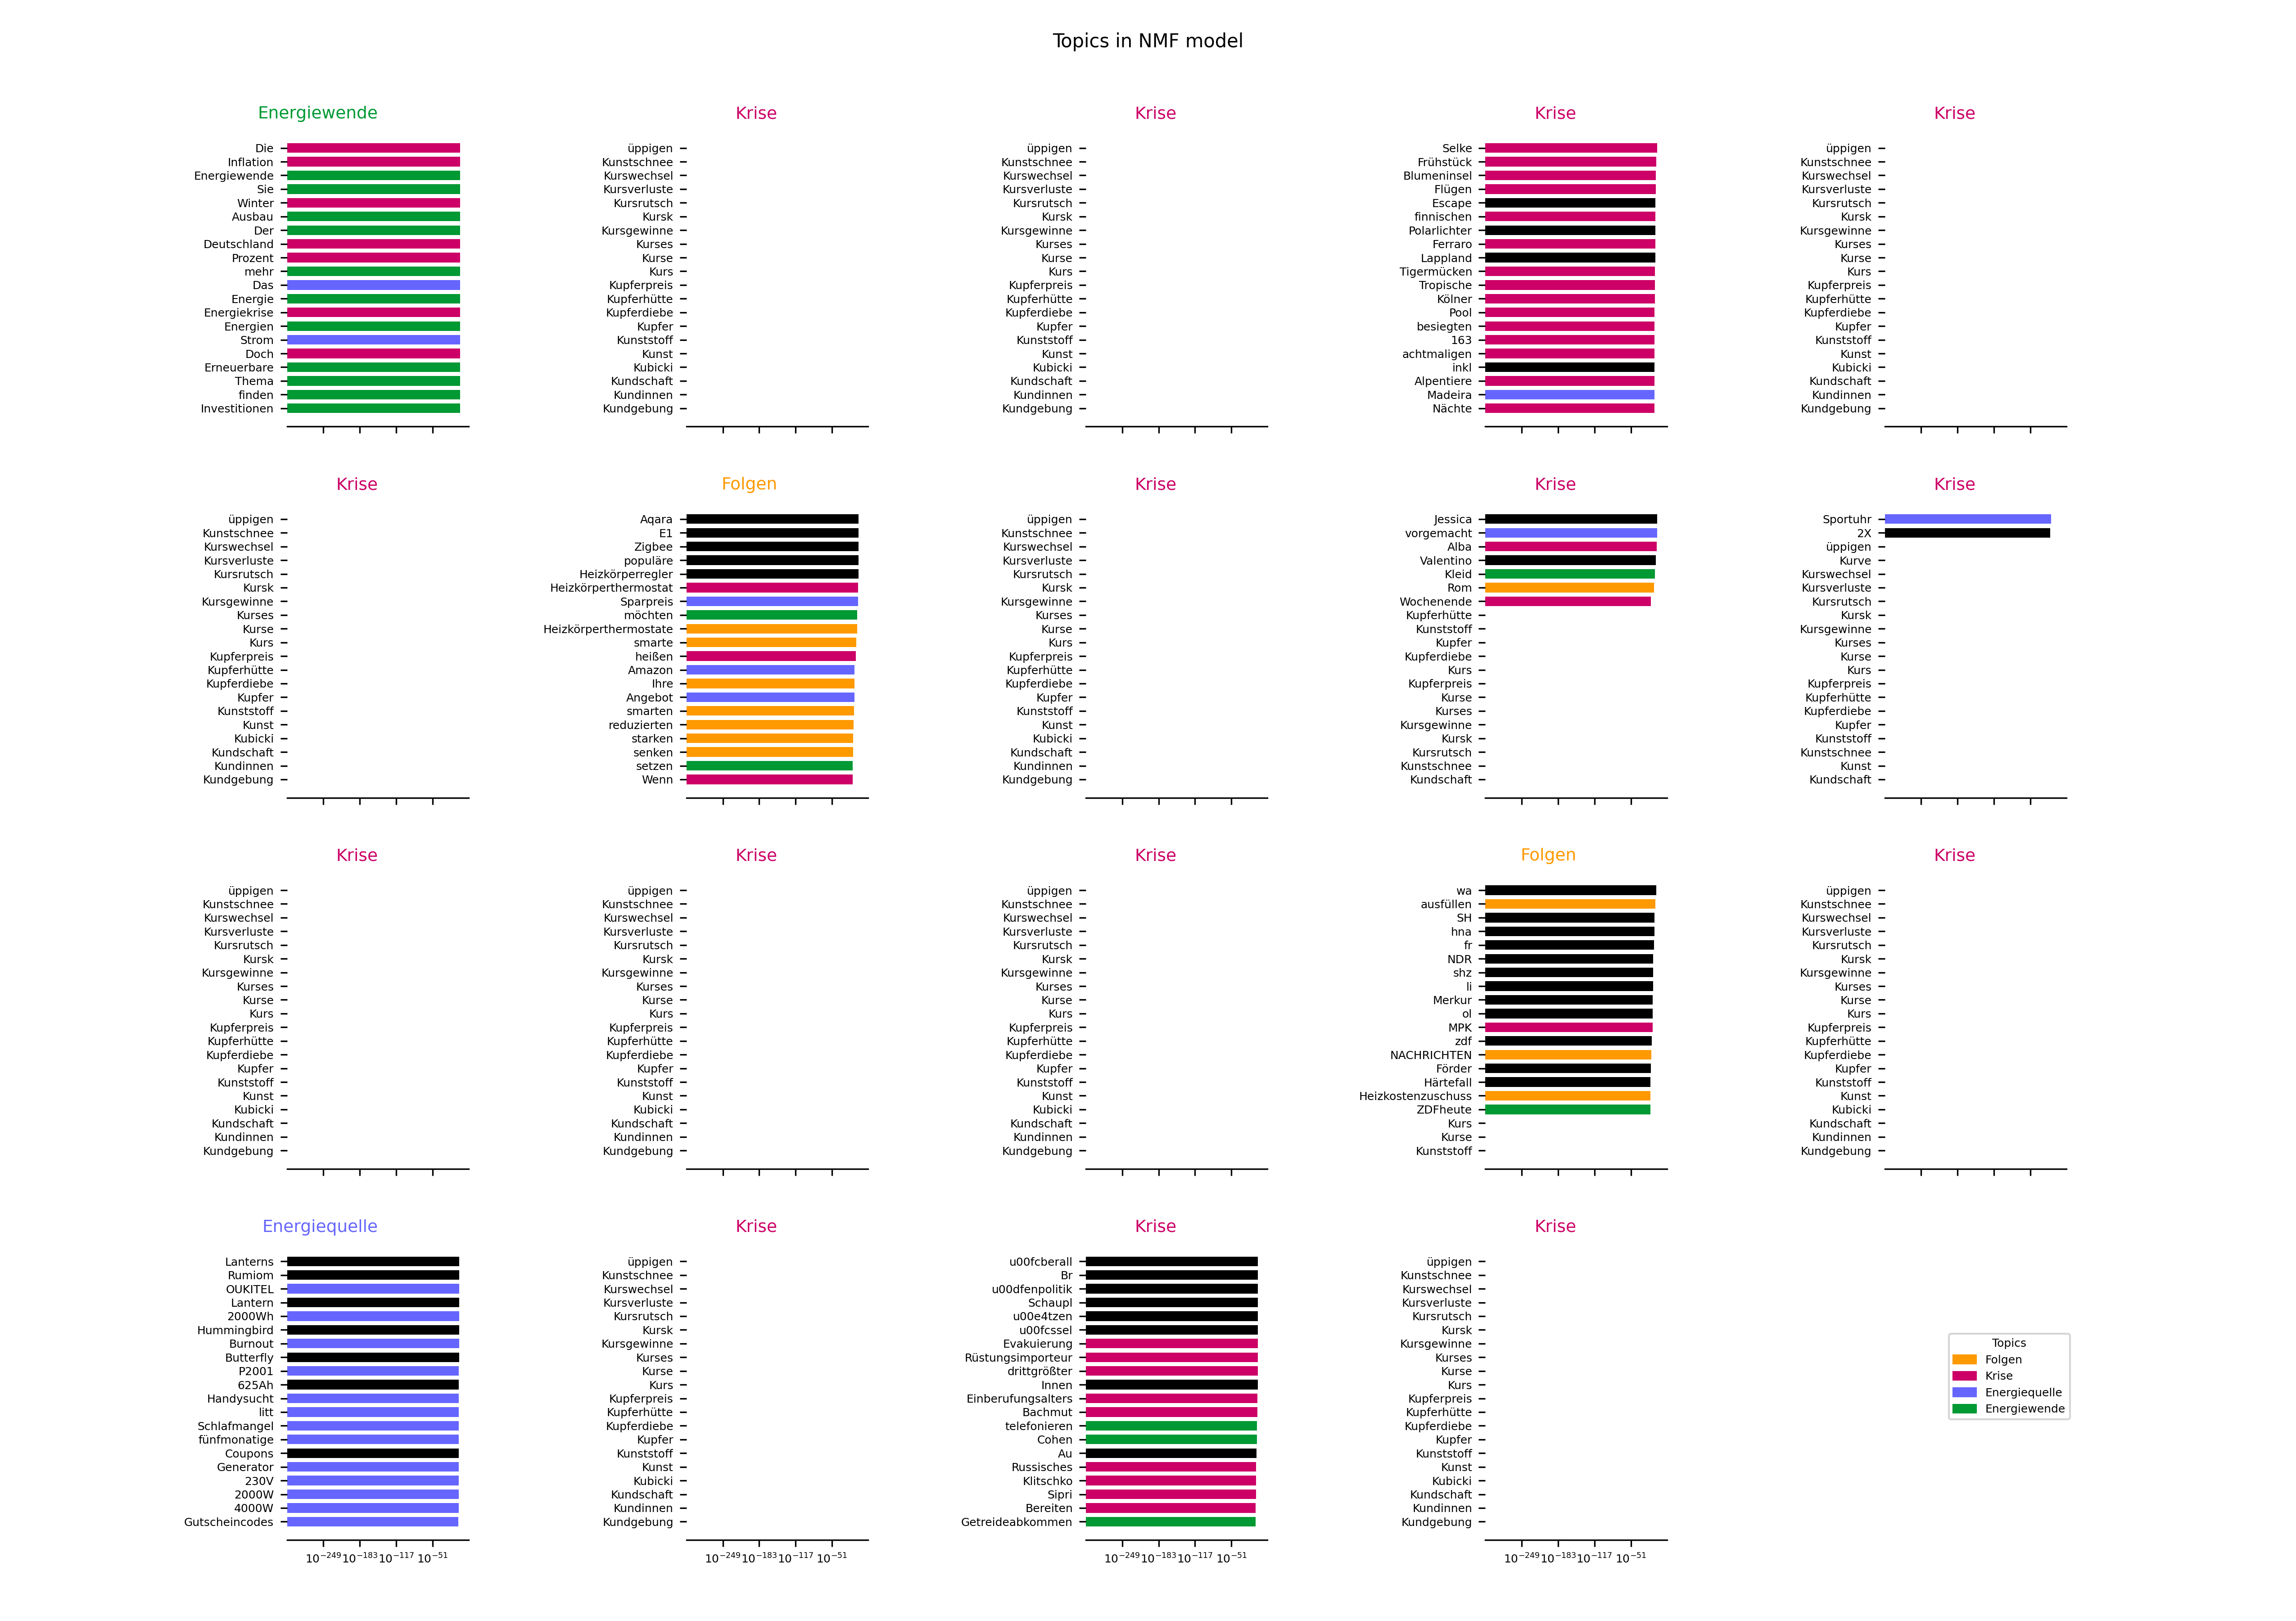 Topics in NMF model
Energiewende
Die
Inflation
Energiewende
Sie
Winter
Ausbau
Der
Deutschland
Prozent
mehr
Das
Energie
Energiekrise
Energien
Strom
Doch
Erneuerbare
Thema
finden
Investitionen
Krise
üppigen
Kunstschnee
Kurswechsel
Kursverluste
Kursrutsch
Kursk
Kursgewinne
Kurses
Kurse
Kurs
Kupferpreis
Kupferhütte
Kupferdiebe
Kupfer
Kunststoff
Kunst
Kubicki
Kundschaft
Kundinnen
Kundgebung
Krise
üppigen
Kunstschnee
Kurswechsel
Kursverluste
Kursrutsch
Kursk
Kursgewinne
Kurses
Kurse
Kurs
Kupferpreis
Kupferhütte
Kupferdiebe
Kupfer
Kunststoff
Kunst
Kubicki
Kundschaft
Kundinnen
Kundgebung
Krise
Selke
Frühstück
Blumeninsel
Flügen
Escape
finnischen
Polarlichter
Ferraro
Lappland
Tigermücken
Tropische
Kölner
Pool
besiegten
163
achtmaligen
inkl
Alpentiere
Madeira
Nächte
Krise
üppigen
Kunstschnee
Kurswechsel
Kursverluste
Kursrutsch
Kursk
Kursgewinne
Kurses
Kurse
Kurs
Kupferpreis
Kupferhütte
Kupferdiebe
Kupfer
Kunststoff
Kunst
Kubicki
Kundschaft
Kundinnen
Kundgebung
Krise
üppigen
Kunstschnee
Kurswechsel
Kursverluste
Kursrutsch
Kursk
Kursgewinne
Kurses
Kurse
Kurs
Kupferpreis
Kupferhütte
Kupferdiebe
Kupfer
Kunststoff
Kunst
Kubicki
Kundschaft
Kundinnen
Kundgebung
Folgen
Aqara
E1
Zigbee
populäre
Heizkörperregler
Heizkörperthermostat
Sparpreis
möchten
Heizkörperthermostate
smarte
heißen
Amazon
Ihre
Angebot
smarten
reduzierten
starken
senken
setzen
Wenn
Krise
üppigen
Kunstschnee
Kurswechsel
Kursverluste
Kursrutsch
Kursk
Kursgewinne
Kurses
Kurse
Kurs
Kupferpreis
Kupferhütte
Kupferdiebe
Kupfer
Kunststoff
Kunst
Kubicki
Kundschaft
Kundinnen
Kundgebung
Krise
Jessica
vorgemacht
Alba
Valentino
Kleid
Rom
Wochenende
Kupferhütte
Kunststoff
Kupfer
Kupferdiebe
Kurs
Kupferpreis
Kurse
Kurses
Kursgewinne
Kursk
Kursrutsch
Kunstschnee
Kundschaft
Krise
Sportuhr
2X
üppigen
Kurve
Kurswechsel
Kursverluste
Kursrutsch
Kursk
Kursgewinne
Kurses
Kurse
Kurs
Kupferpreis
Kupferhütte
Kupferdiebe
Kupfer
Kunststoff
Kunstschnee
Kunst
Kundschaft
Krise
üppigen
Kunstschnee
Kurswechsel
Kursverluste
Kursrutsch
Kursk
Kursgewinne
Kurses
Kurse
Kurs
Kupferpreis
Kupferhütte
Kupferdiebe
Kupfer
Kunststoff
Kunst
Kubicki
Kundschaft
Kundinnen
Kundgebung
Krise
üppigen
Kunstschnee
Kurswechsel
Kursverluste
Kursrutsch
Kursk
Kursgewinne
Kurses
Kurse
Kurs
Kupferpreis
Kupferhütte
Kupferdiebe
Kupfer
Kunststoff
Kunst
Kubicki
Kundschaft
Kundinnen
Kundgebung
Krise
üppigen
Kunstschnee
Kurswechsel
Kursverluste
Kursrutsch
Kursk
Kursgewinne
Kurses
Kurse
Kurs
Kupferpreis
Kupferhütte
Kupferdiebe
Kupfer
Kunststoff
Kunst
Kubicki
Kundschaft
Kundinnen
Kundgebung
Folgen
wa
ausfüllen
SH
hna
fr
NDR
shz
li
Merkur
ol
MPK
zdf
NACHRICHTEN
Förder
Härtefall
Heizkostenzuschuss
ZDFheute
Kurs
Kurse
Kunststoff
Krise
üppigen
Kunstschnee
Kurswechsel
Kursverluste
Kursrutsch
Kursk
Kursgewinne
Kurses
Kurse
Kurs
Kupferpreis
Kupferhütte
Kupferdiebe
Kupfer
Kunststoff
Kunst
Kubicki
Kundschaft
Kundinnen
Kundgebung
Energiequelle
Lanterns
Rumiom
OUKITEL
Lantern
2000Wh
Hummingbird
Burnout
Butterfly
P2001
625Ah
Handysucht
litt
Schlafmangel
fünfmonatige
Coupons
Generator
230V
2000W
4000W
Gutscheincodes
10⁻²⁴⁹ 10⁻¹⁸³ 10⁻¹¹⁷ 10⁻⁵¹
Krise
üppigen
Kunstschnee
Kurswechsel
Kursverluste
Kursrutsch
Kursk
Kursgewinne
Kurses
Kurse
Kurs
Kupferpreis
Kupferhütte
Kupferdiebe
Kupfer
Kunststoff
Kunst
Kubicki
Kundschaft
Kundinnen
Kundgebung
10⁻²⁴⁹ 10⁻¹⁸³ 10⁻¹¹⁷ 10⁻⁵¹
Krise
u00fcberall
Br
u00dfenpolitik
Schaupl
u00e4tzen
u00fcssel
Evakuierung
Rüstungsimporteur
drittgrößter
Innen
Einberufungsalters
Bachmut
telefonieren
Cohen
Au
Russisches
Klitschko
Sipri
Bereiten
Getreideabkommen
10⁻²⁴⁹ 10⁻¹⁸³ 10⁻¹¹⁷ 10⁻⁵¹
Krise
üppigen
Kunstschnee
Kurswechsel
Kursverluste
Kursrutsch
Kursk
Kursgewinne
Kurses
Kurse
Kurs
Kupferpreis
Kupferhütte
Kupferdiebe
Kupfer
Kunststoff
Kunst
Kubicki
Kundschaft
Kundinnen
Kundgebung
10⁻²⁴⁹ 10⁻¹⁸³ 10⁻¹¹⁷ 10⁻⁵¹
Topics
Folgen
Krise
Energiequelle
Energiewende